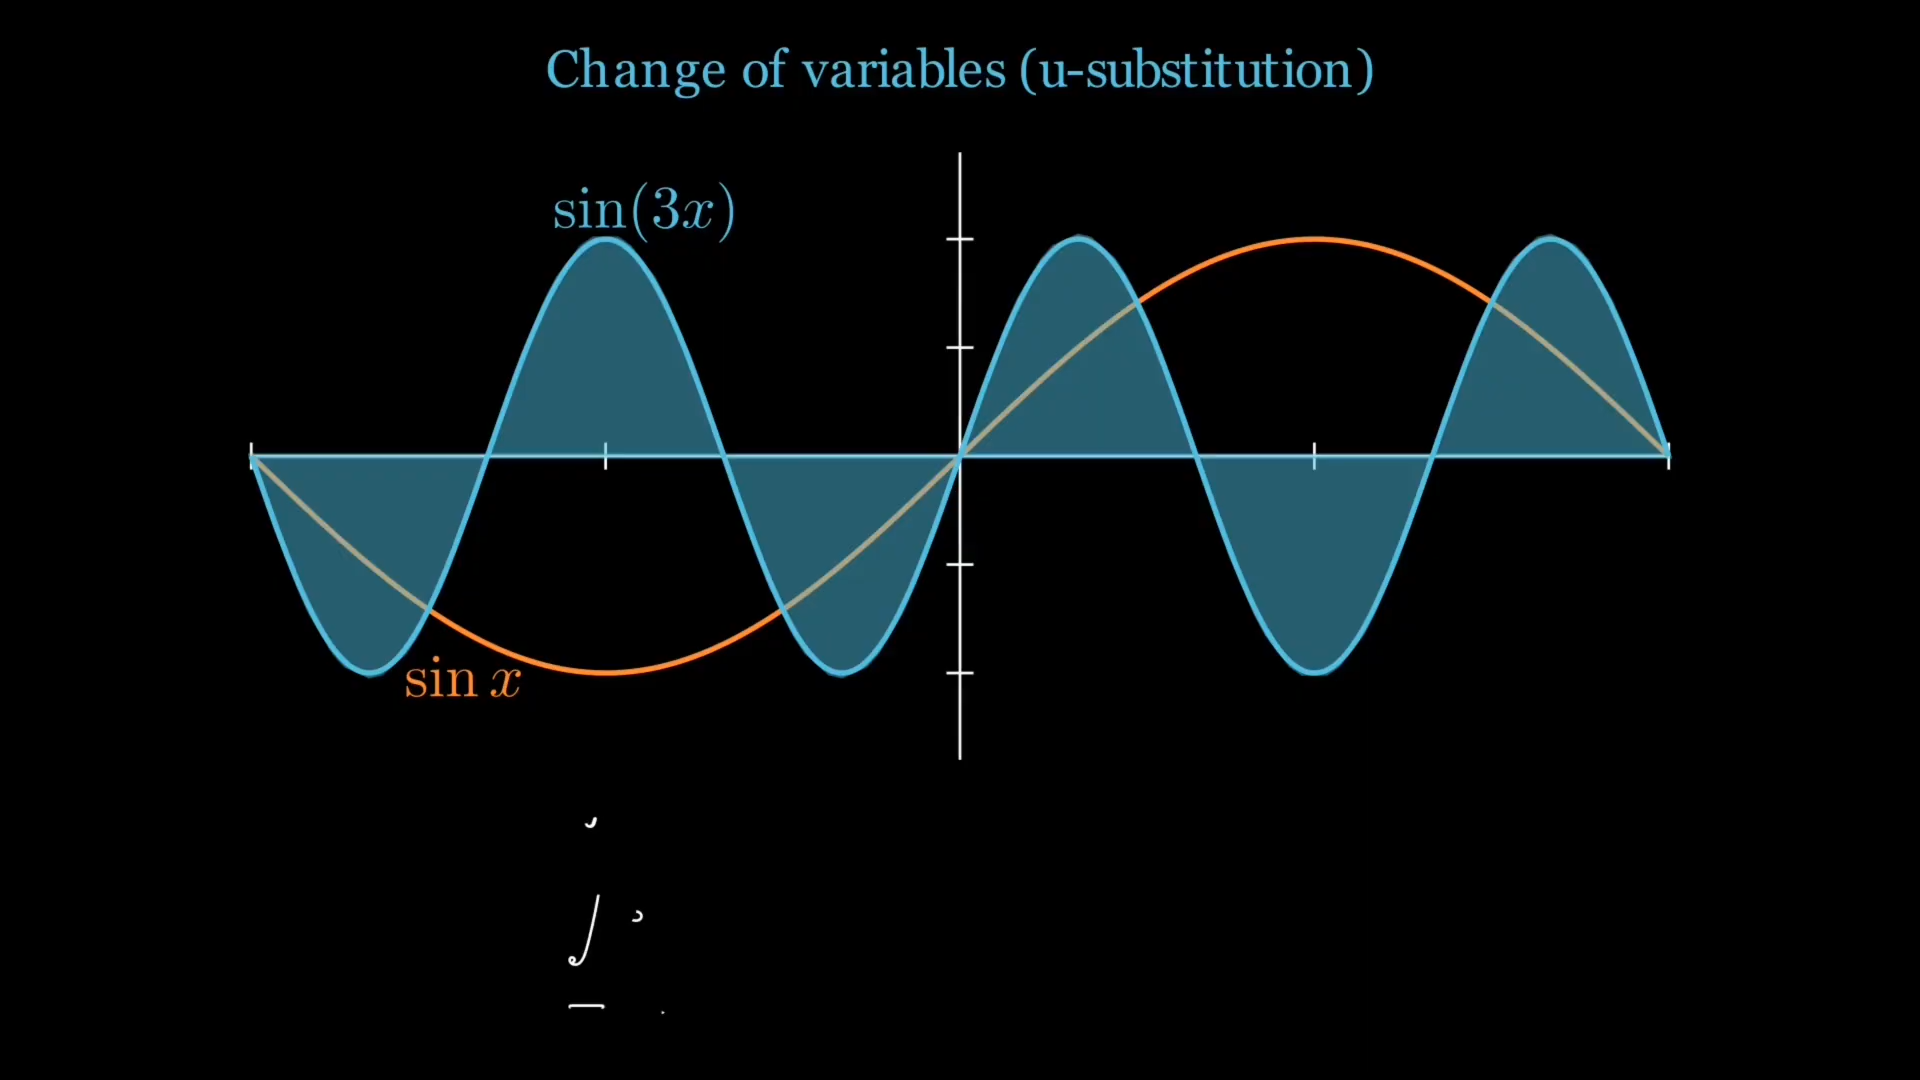 Change of variables (u-substitution)
sin(3x)
sin x
∫